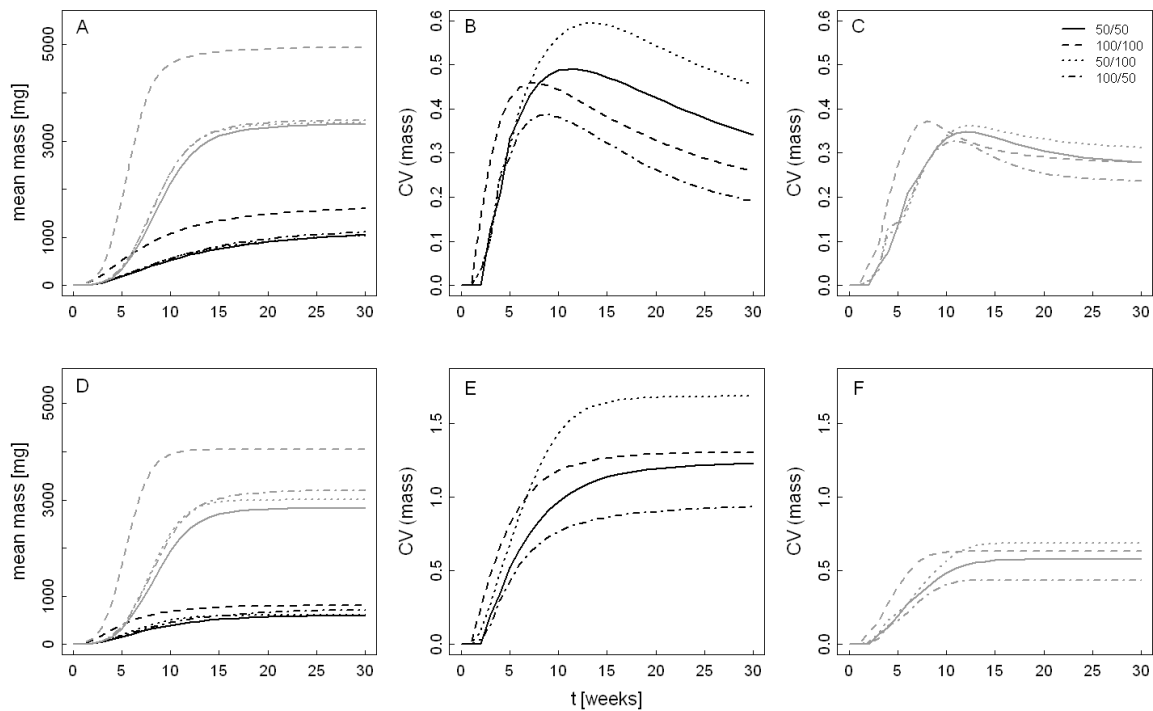 A
B
C
50/50
100/100
50/100
100/50
mean mass [mg]
0 1000 3000 5000
0 5 10 15 20 25 30
CV (mass)
0.0 0.1 0.2 0.3 0.4 0.5 0.6
0 5 10 15 20 25 30
CV (mass)
0.0 0.1 0.2 0.3 0.4 0.5 0.6
0 5 10 15 20 25 30
D
E
F
mean mass [mg]
0 1000 3000 5000
0 5 10 15 20 25 30
CV (mass)
0.0 0.5 1.0 1.5
0 5 10 15 20 25 30
CV (mass)
0.0 0.5 1.0 1.5
0 5 10 15 20 25 30
t [weeks]